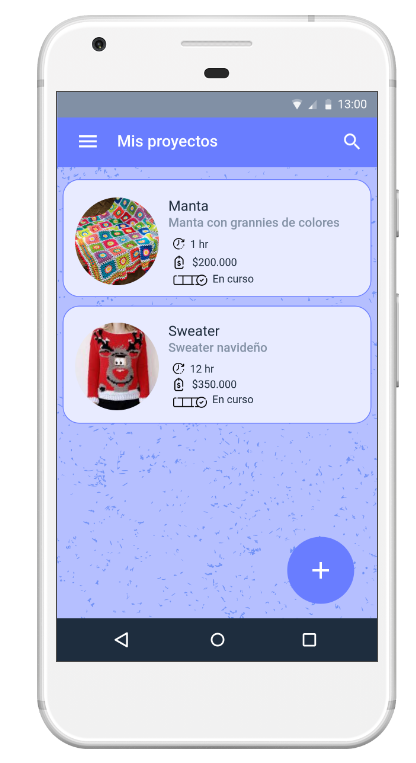 13:00
Mis proyectos
Manta
Manta con grannies de colores
1 hr
$200.000
En curso
Sweater
Sweater navideño
12 hr
$350.000
En curso